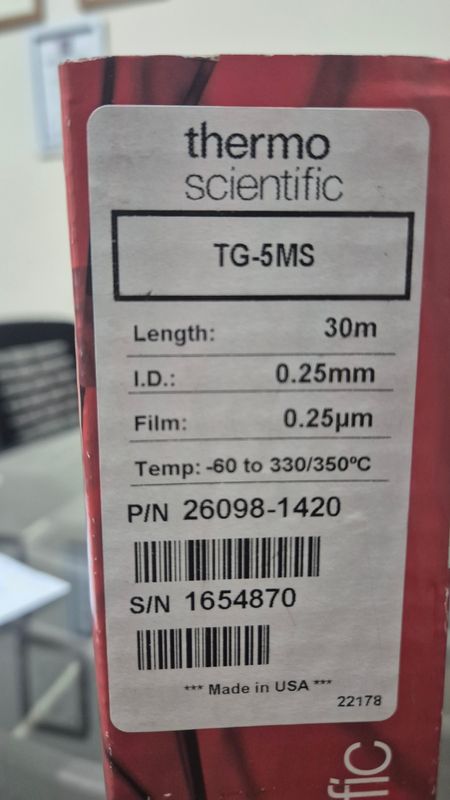 thermo
scientific
TG-5MS
Length: 30m
I.D.: 0.25mm
Film: 0.25µm
Temp: -60 to 330/350ºC
P/N 26098-1420
S/N 1654870
*** Made in USA ***
22178
fic